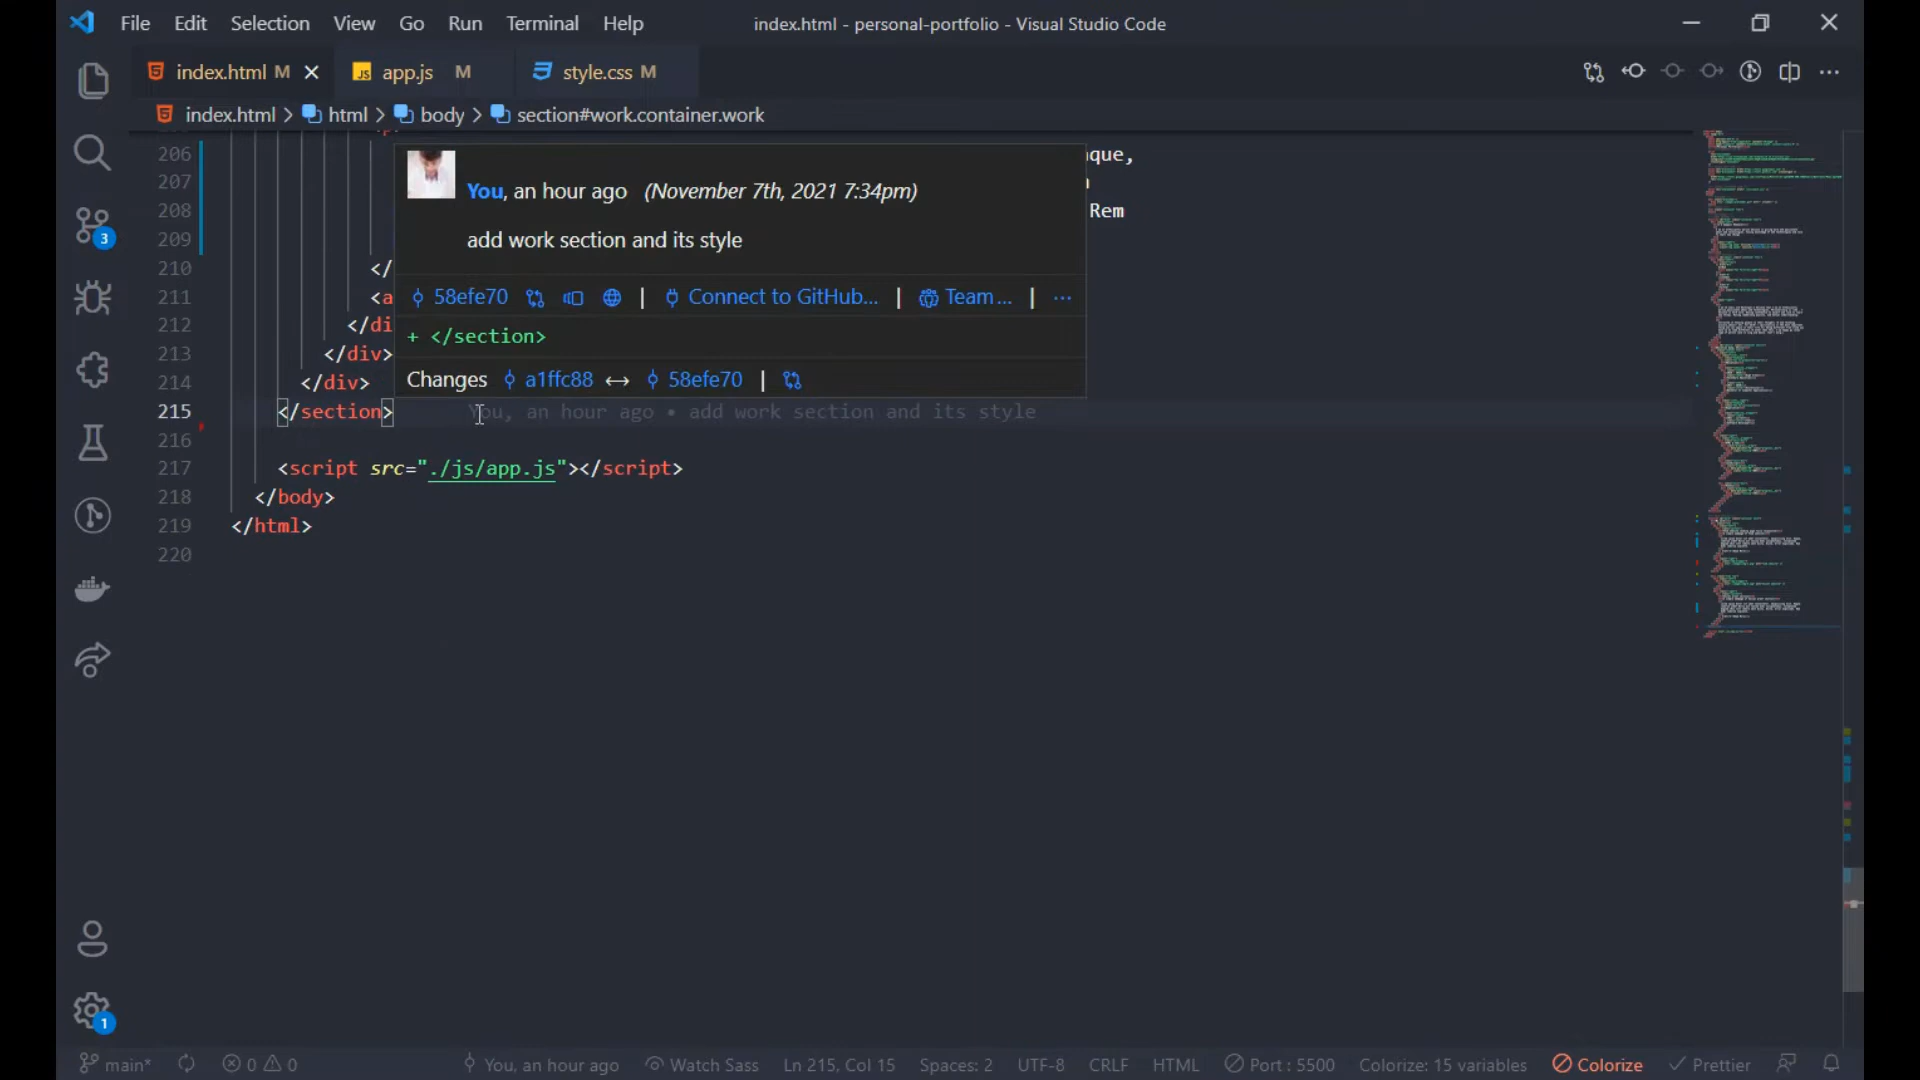 File Edit Selection View Go Run Terminal Help index.html - personal-portfolio - Visual Studio Code
index.html M app.js M style.css M
index.html > html > body > section#work.container.work
206 que,
207
208 Rem
209
210 </
211 <a
212 </di
213 </div>
214 </div>
215 </section> You, an hour ago • add work section and its style
216
217 <script src="./js/app.js"></script>
218 </body>
219 </html>
220
You, an hour ago (November 7th, 2021 7:34pm)
add work section and its style
58efe70 | Connect to GitHub... | Team... | ...
+ </section>
Changes a1ffc88 ↔ 58efe70 |
3
1
main* 0 0 You, an hour ago Watch Sass Ln 215, Col 15 Spaces: 2 UTF-8 CRLF HTML Port : 5500 Colorize: 15 variables Colorize Prettier